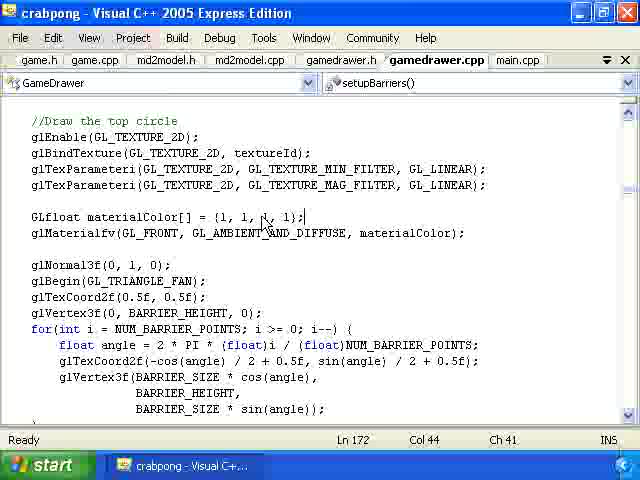 crabpong - Visual C++ 2005 Express Edition
File Edit View Project Build Debug Tools Window Community Help
game.h game.cpp md2model.h md2model.cpp gamedrawer.h gamedrawer.cpp main.cpp
GameDrawer setupBarriers()
//Draw the top circle
glEnable(GL_TEXTURE_2D);
glBindTexture(GL_TEXTURE_2D, textureId);
glTexParameteri(GL_TEXTURE_2D, GL_TEXTURE_MIN_FILTER, GL_LINEAR);
glTexParameteri(GL_TEXTURE_2D, GL_TEXTURE_MAG_FILTER, GL_LINEAR);
GLfloat materialColor[] = {1, 1, 1, 1};
glMaterialfv(GL_FRONT, GL_AMBIENT_AND_DIFFUSE, materialColor);
glNormal3f(0, 1, 0);
glBegin(GL_TRIANGLE_FAN);
glTexCoord2f(0.5f, 0.5f);
glVertex3f(0, BARRIER_HEIGHT, 0);
for(int i = NUM_BARRIER_POINTS; i >= 0; i--) {
float angle = 2 * PI * (float)i / (float)NUM_BARRIER_POINTS;
glTexCoord2f(-cos(angle) / 2 + 0.5f, sin(angle) / 2 + 0.5f);
glVertex3f(BARRIER_SIZE * cos(angle),
BARRIER_HEIGHT,
BARRIER_SIZE * sin(angle));
Ready Ln 172 Col 44 Ch 41 INS
start crabpong - Visual C+...